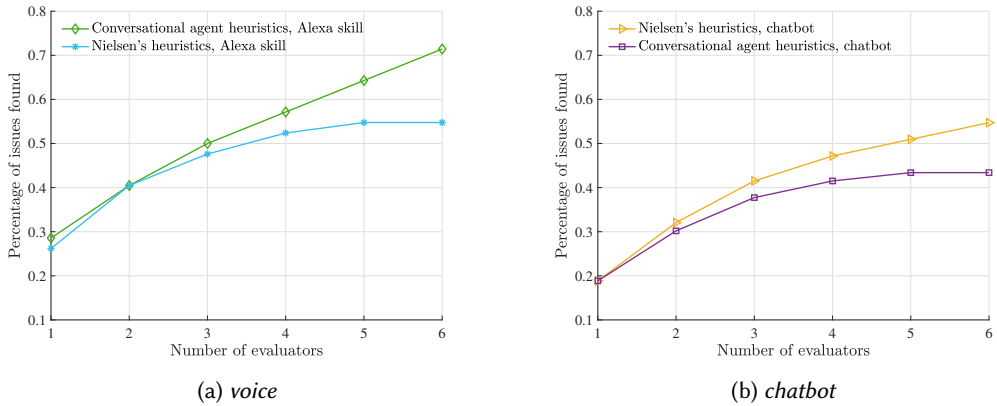 0.8
0.7
0.6
0.5
0.4
0.3
0.2
0.1
Percentage of issues found
Conversational agent heuristics, Alexa skill
Nielsen's heuristics, Alexa skill
1 2 3 4 5 6
Number of evaluators
(a) voice
0.8
0.7
0.6
0.5
0.4
0.3
0.2
0.1
Percentage of issues found
Nielsen's heuristics, chatbot
Conversational agent heuristics, chatbot
1 2 3 4 5 6
Number of evaluators
(b) chatbot